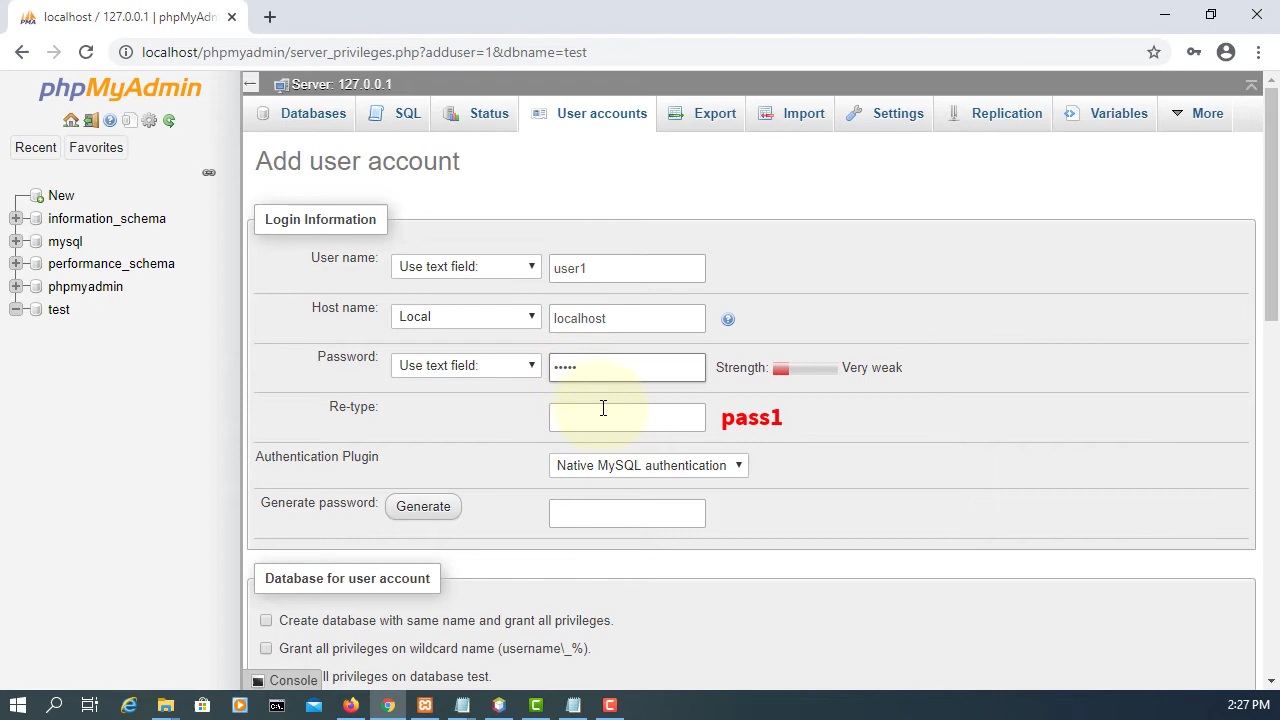 localhost / 127.0.0.1 | phpMyAdm
localhost/phpmyadmin/server_privileges.php?adduser=1&dbname=test
phpMyAdmin
Recent Favorites
New
information_schema
mysql
performance_schema
phpmyadmin
test
Server: 127.0.0.1
Databases SQL Status User accounts Export Import Settings Replication Variables More
Add user account
Login Information
User name: Use text field: user1
Host name: Local localhost
Password: Use text field: ••••• Strength: Very weak
Re-type: pass1
Authentication Plugin Native MySQL authentication
Generate password: Generate
Database for user account
Create database with same name and grant all privileges.
Grant all privileges on wildcard name (username\_%).
ll privileges on database test.
Console
2:27 PM